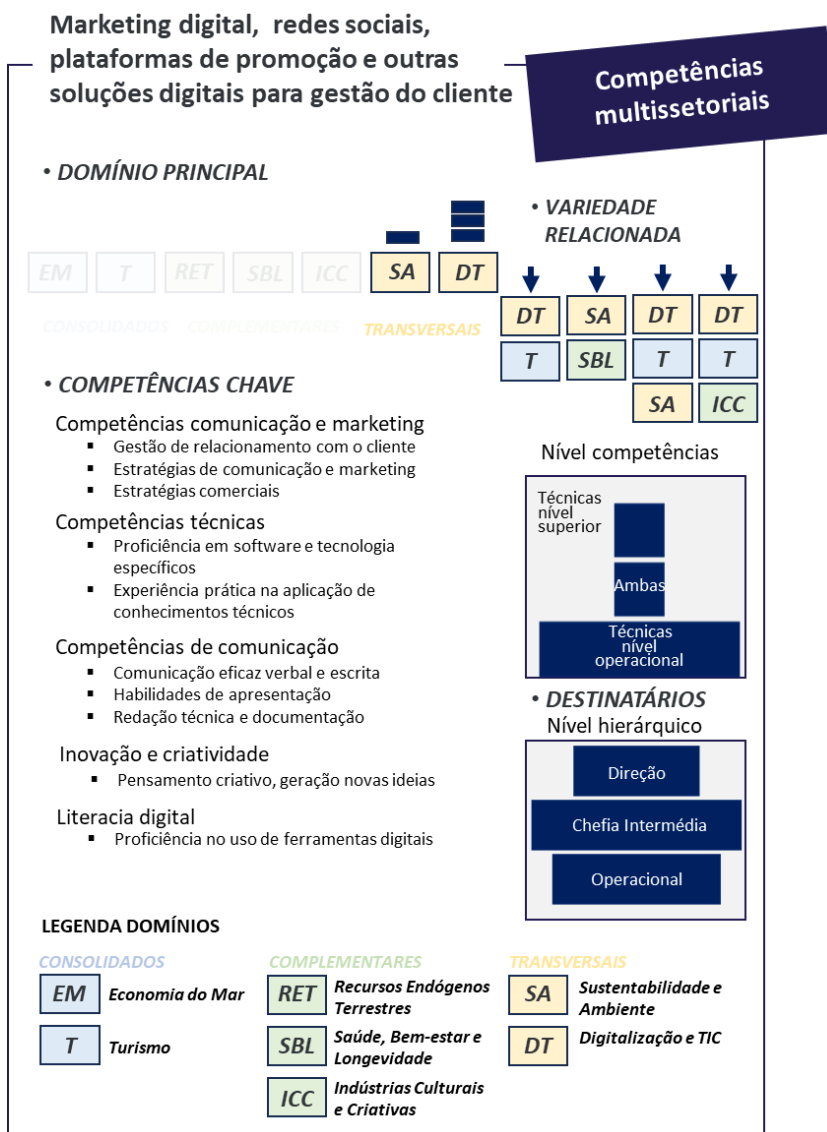 Marketing digital, redes sociais,
plataformas de promoção e outras
soluções digitais para gestão do cliente
Competências
multissetoriais
• DOMÍNIO PRINCIPAL
EM
T
RET
SBL
ICC
SA
DT
CONSOLIDADOS
COMPLEMENTARES
TRANSVERSAIS
• VARIEDADE
RELACIONADA
DT
SA
DT
DT
T
SBL
T
T
SA
ICC
• COMPETÊNCIAS CHAVE
Competências comunicação e marketing
▪ Gestão de relacionamento com o cliente
▪ Estratégias de comunicação e marketing
▪ Estratégias comerciais
Competências técnicas
▪ Proficiência em software e tecnologia
específicos
▪ Experiência prática na aplicação de
conhecimentos técnicos
Competências de comunicação
▪ Comunicação eficaz verbal e escrita
▪ Habilidades de apresentação
▪ Redação técnica e documentação
Inovação e criatividade
▪ Pensamento criativo, geração novas ideias
Literacia digital
▪ Proficiência no uso de ferramentas digitais
Nível competências
Técnicas
nível
superior
Ambas
Técnicas
nível
operacional
• DESTINATÁRIOS
Nível hierárquico
Direção
Chefia Intermédia
Operacional
LEGENDA DOMÍNIOS
CONSOLIDADOS
EM
Economia do Mar
T
Turismo
COMPLEMENTARES
RET
Recursos Endógenos
Terrestres
SBL
Saúde, Bem-estar e
Longevidade
ICC
Indústrias Culturais
e Criativas
TRANSVERSAIS
SA
Sustentabilidade e
Ambiente
DT
Digitalização e TIC